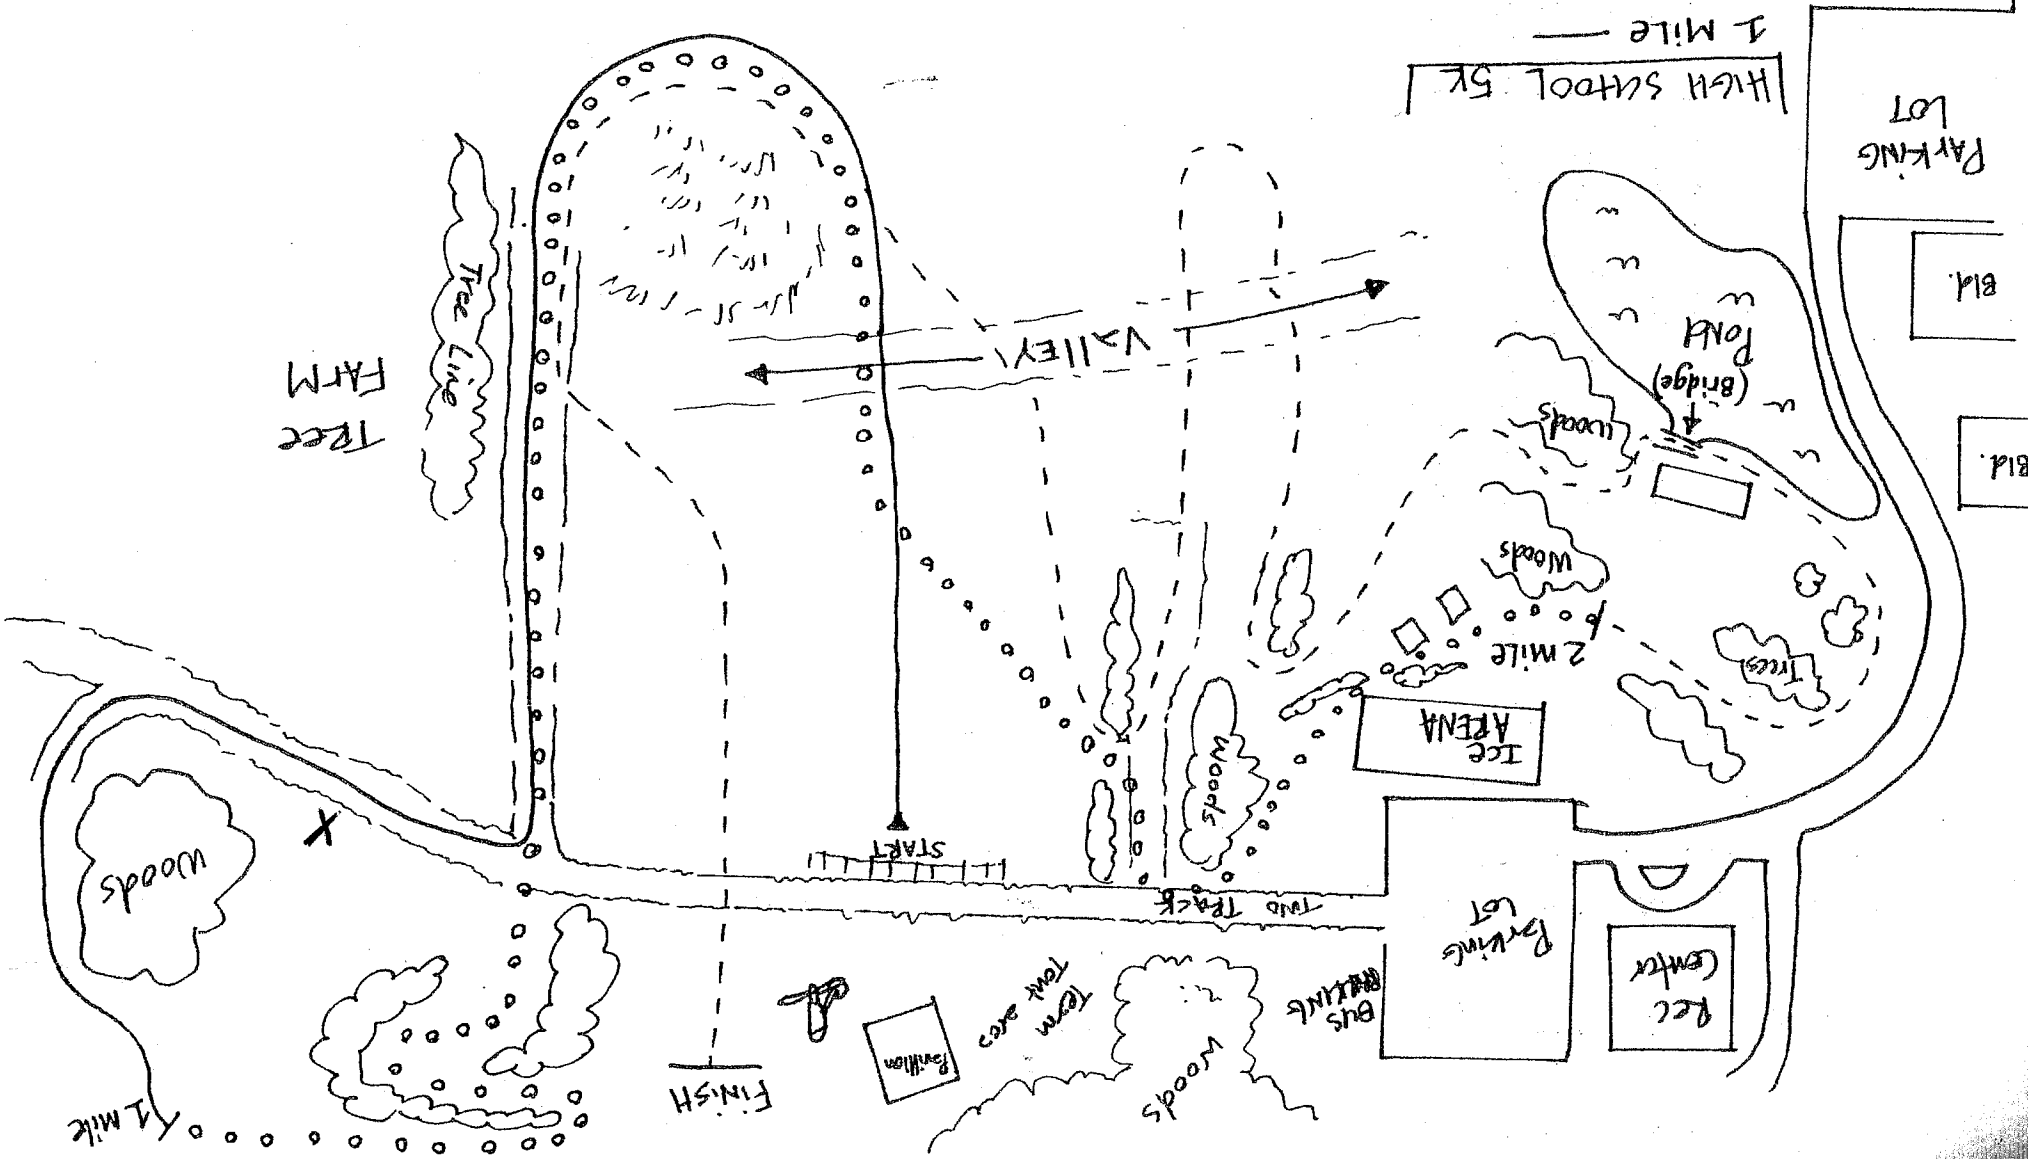 Rec
Center
Parking
LOT
BUS
PARKING
Woods
Team
Tent area
Pavillion
FINISH
1 Mile
TWO TRACK
START
Woods
X
ICE
ARENA
Woods
Trees
2 mile
Woods
Bld.
Woods
(Bridge)
POND
Bld.
VALLEY
TREE
FARM
Tree Line
PARKING
LOT
HIGH SCHOOL 5K
1 MILE —